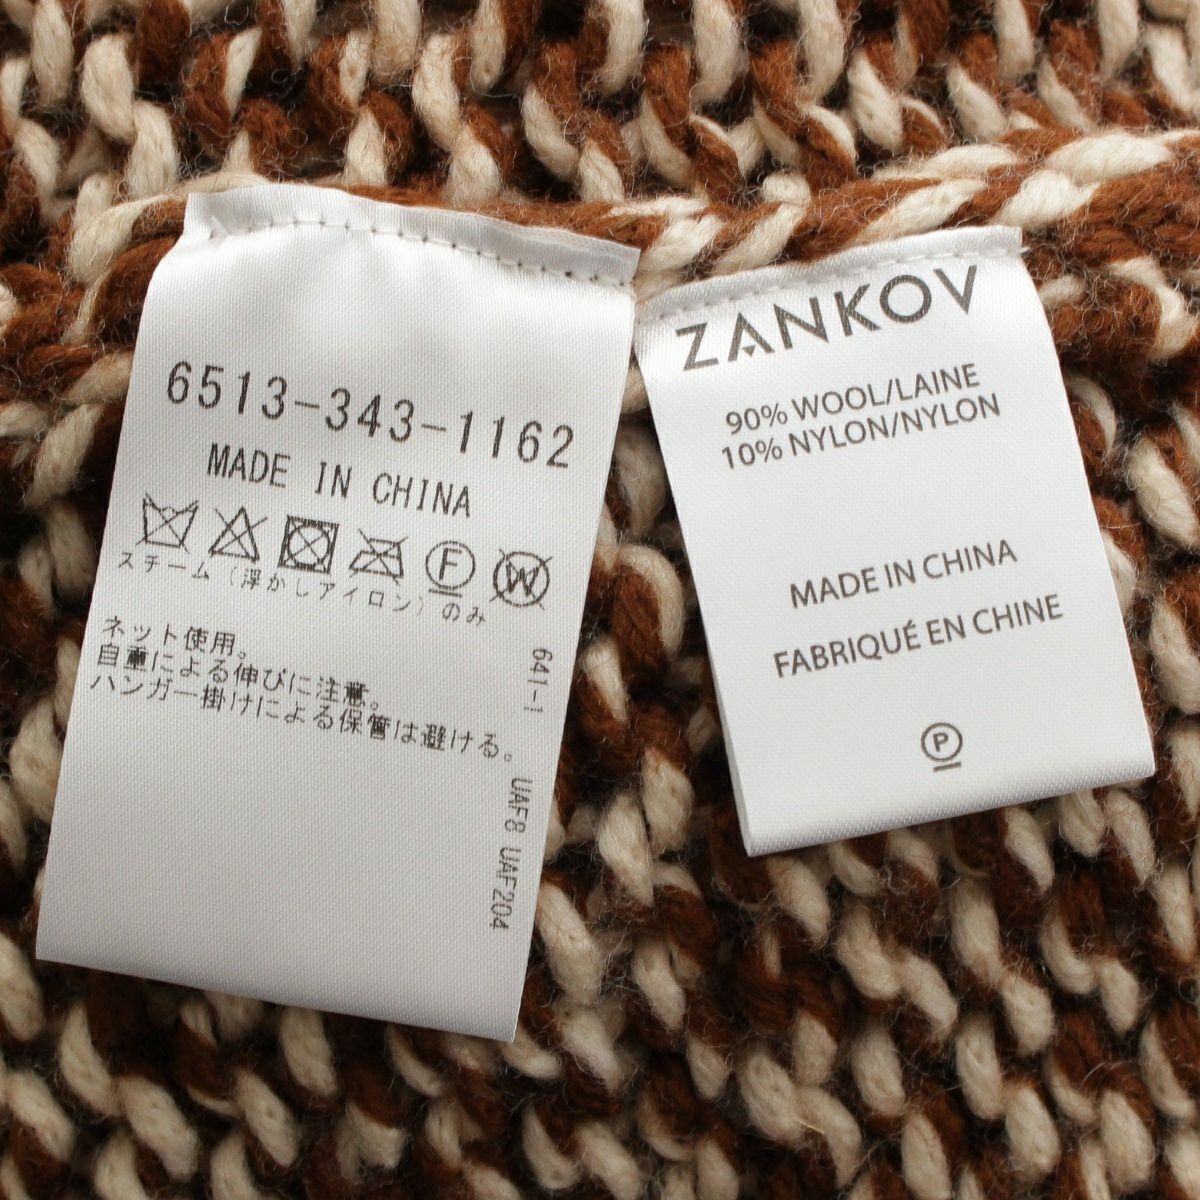 6513-343-1162
MADE IN CHINA
F
W
スチーム(浮かしアイロン)のみ
ネット使用。
自重による伸びに注意。
ハンガー掛けによる保管は避ける。
641-1
UAF8 UAF204
ZANKOV
90% WOOL/LAINE
10% NYLON/NYLON
MADE IN CHINA
FABRIQUÉ EN CHINE
P